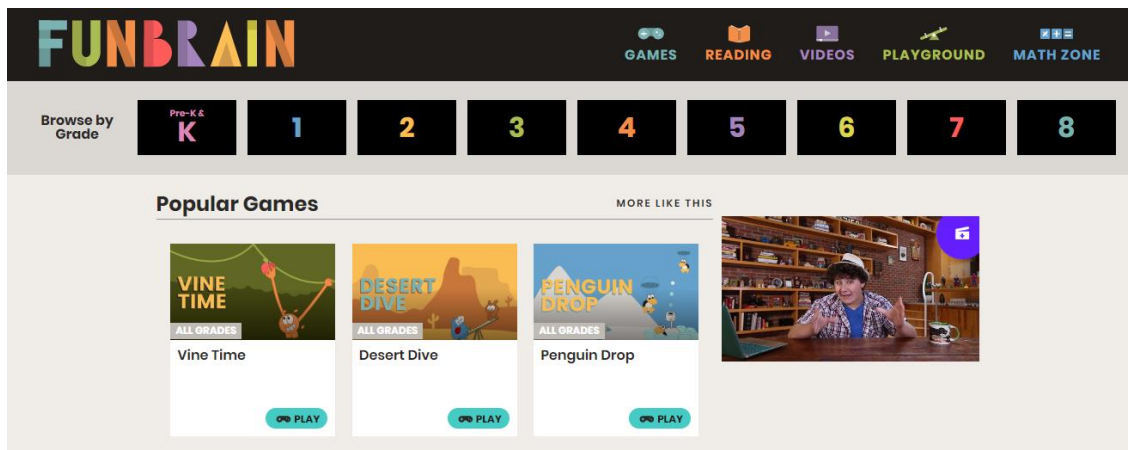 FUNBRAIN
GAMES
READING
VIDEOS
PLAYGROUND
MATH ZONE
Browse by
Grade
Pre-K &
K
1
2
3
4
5
6
7
8
Popular Games
MORE LIKE THIS
VINE
TIME
ALL GRADES
Vine Time
PLAY
DESERT
DIVE
ALL GRADES
Desert Dive
PLAY
PENGUIN
DROP
ALL GRADES
Penguin Drop
PLAY